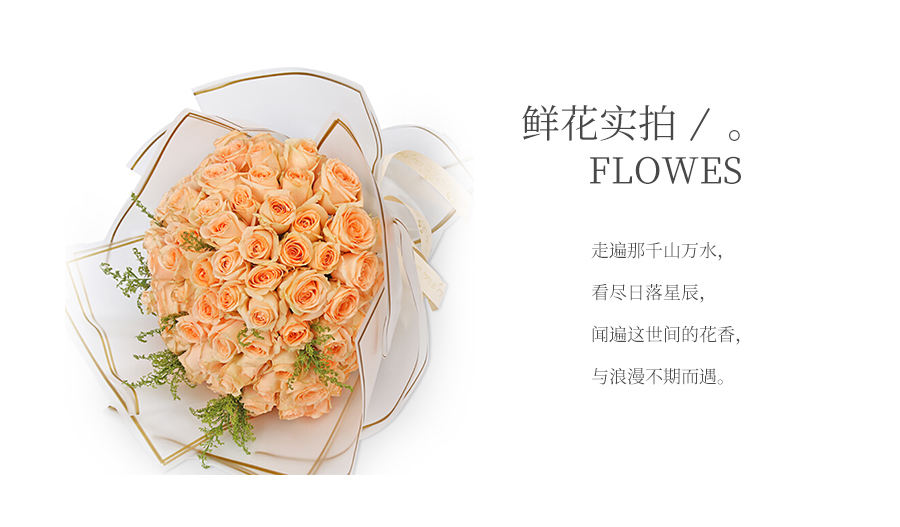 鲜花实拍 / 。
FLOWES
走遍那千山万水，
看尽日落星辰，
闻遍这世间的花香，
与浪漫不期而遇。